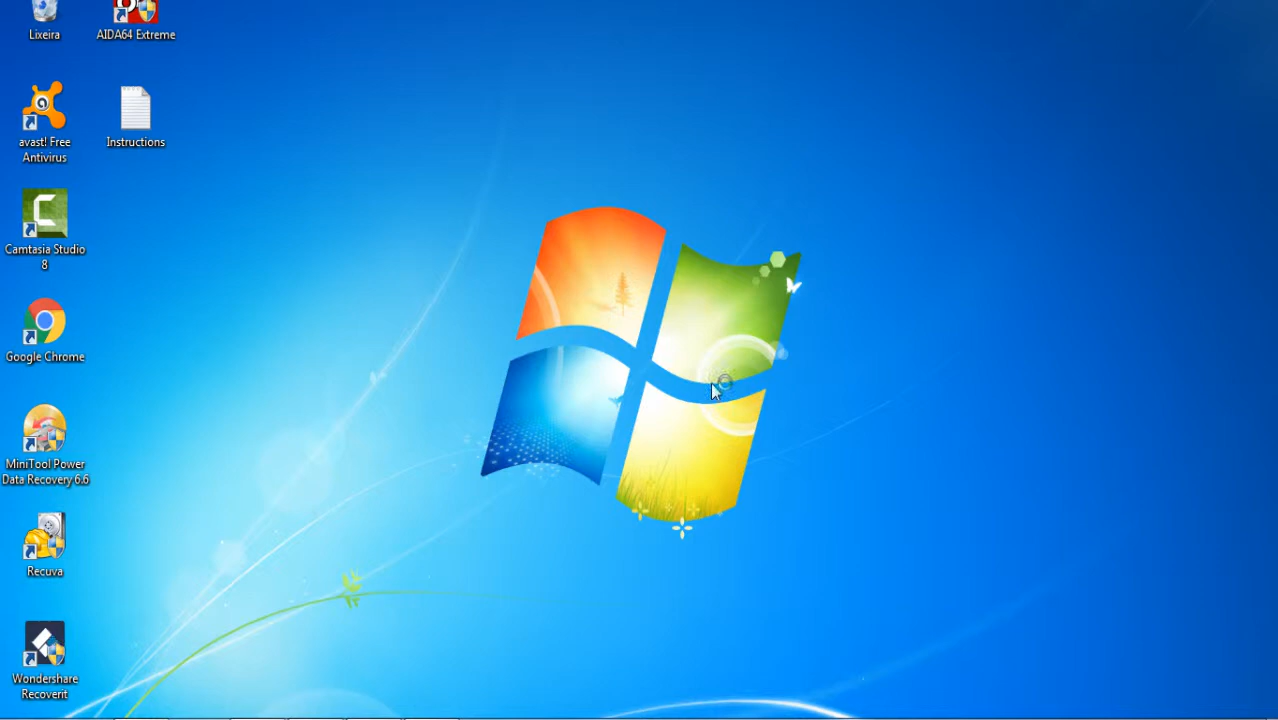 Lixeira
AIDA64 Extreme
avast! Free
Antivirus
Instructions
Camtasia Studio
8
Google Chrome
MiniTool Power
Data Recovery 6.6
Recuva
Wondershare
Recoverit